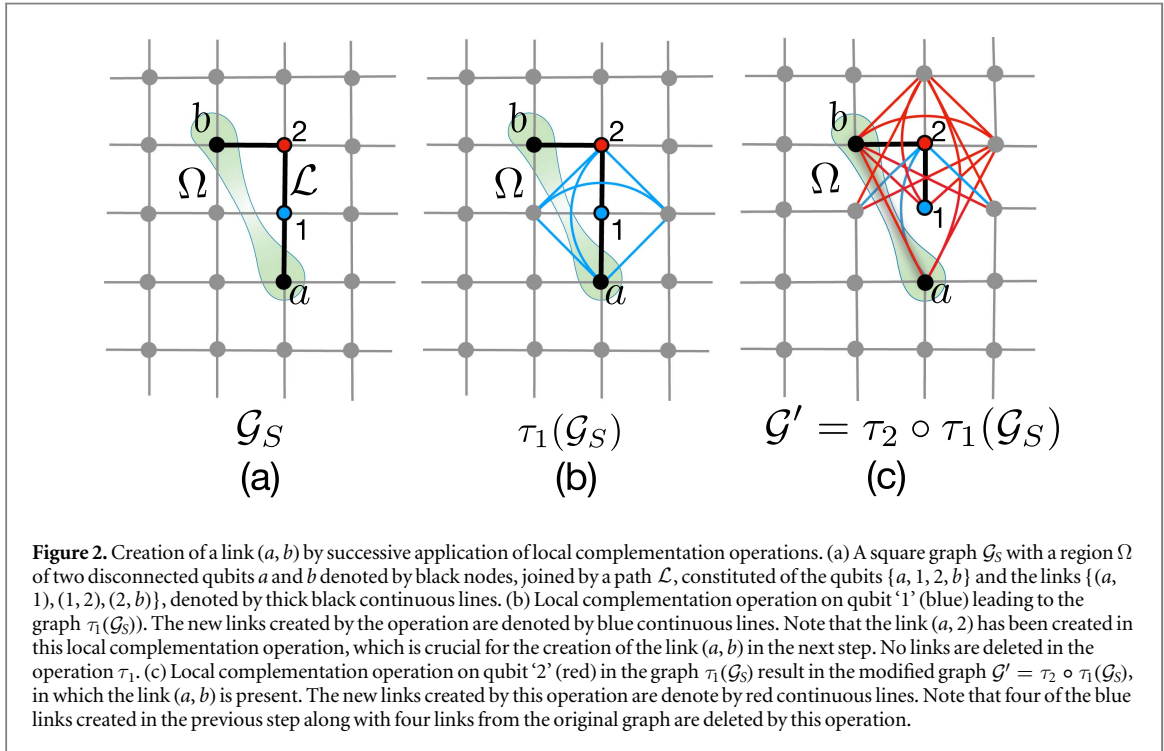 b 2 b 2 b 2
Ω ℒ Ω Ω
1 1 1
a a a
𝒢_S τ₁(𝒢_S) 𝒢′ = τ₂ ∘ τ₁(𝒢_S)
(a) (b) (c)
Figure 2. Creation of a link (a, b) by successive application of local complementation operations. (a) A square graph 𝒢_S with a region Ω
of two disconnected qubits a and b denoted by black nodes, joined by a path ℒ, constituted of the qubits {a, 1, 2, b} and the links {(a,
1), (1, 2), (2, b)}, denoted by thick black continuous lines. (b) Local complementation operation on qubit ‘1’ (blue) leading to the
graph τ₁(𝒢_S)). The new links created by the operation are denoted by blue continuous lines. Note that the link (a, 2) has been created in
this local complementation operation, which is crucial for the creation of the link (a, b) in the next step. No links are deleted in the
operation τ₁. (c) Local complementation operation on qubit ‘2’ (red) in the graph τ₁(𝒢_S) result in the modified graph 𝒢′ = τ₂ ∘ τ₁(𝒢_S),
in which the link (a, b) is present. The new links created by this operation are denote by red continuous lines. Note that four of the blue
links created in the previous step along with four links from the original graph are deleted by this operation.